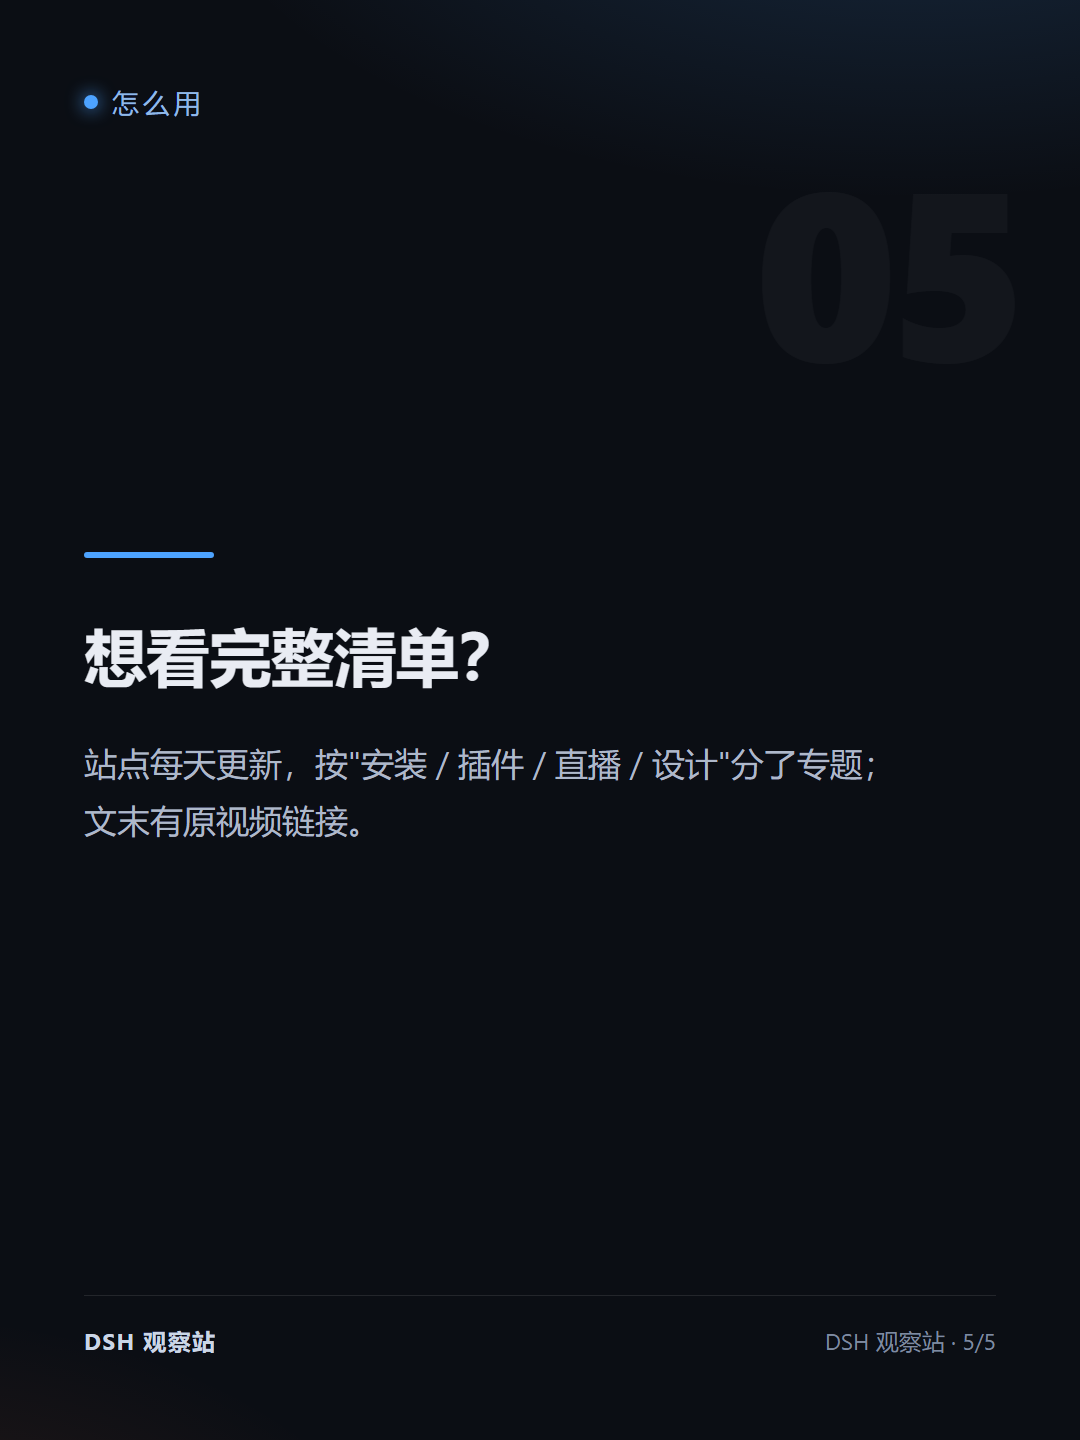 怎么用
05
想看完整清单？
站点每天更新，按"安装 / 插件 / 直播 / 设计"分了专题；
文末有原视频链接。
DSH 观察站
DSH 观察站 · 5/5